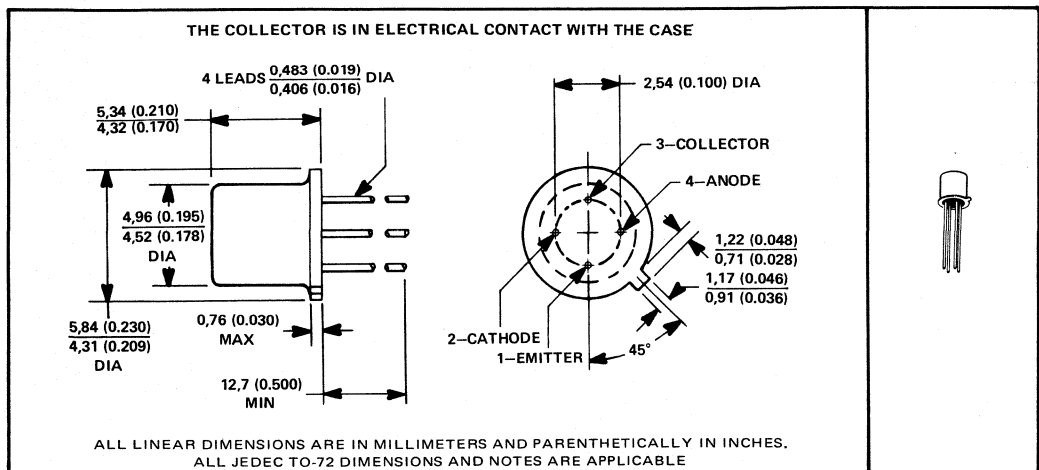 THE COLLECTOR IS IN ELECTRICAL CONTACT WITH THE CASE
4 LEADS 0,483 (0.019) DIA
0,406 (0.016)
5,34 (0.210)
4,32 (0.170)
2,54 (0.100) DIA
3–COLLECTOR
4–ANODE
4,96 (0.195)
4,52 (0.178)
DIA
1,22 (0.048)
0,71 (0.028)
1,17 (0.046)
0,91 (0.036)
5,84 (0.230)
4,31 (0.209)
DIA
0,76 (0.030)
MAX
2–CATHODE
1–EMITTER
45°
12,7 (0.500)
MIN
ALL LINEAR DIMENSIONS ARE IN MILLIMETERS AND PARENTHETICALLY IN INCHES.
ALL JEDEC TO-72 DIMENSIONS AND NOTES ARE APPLICABLE